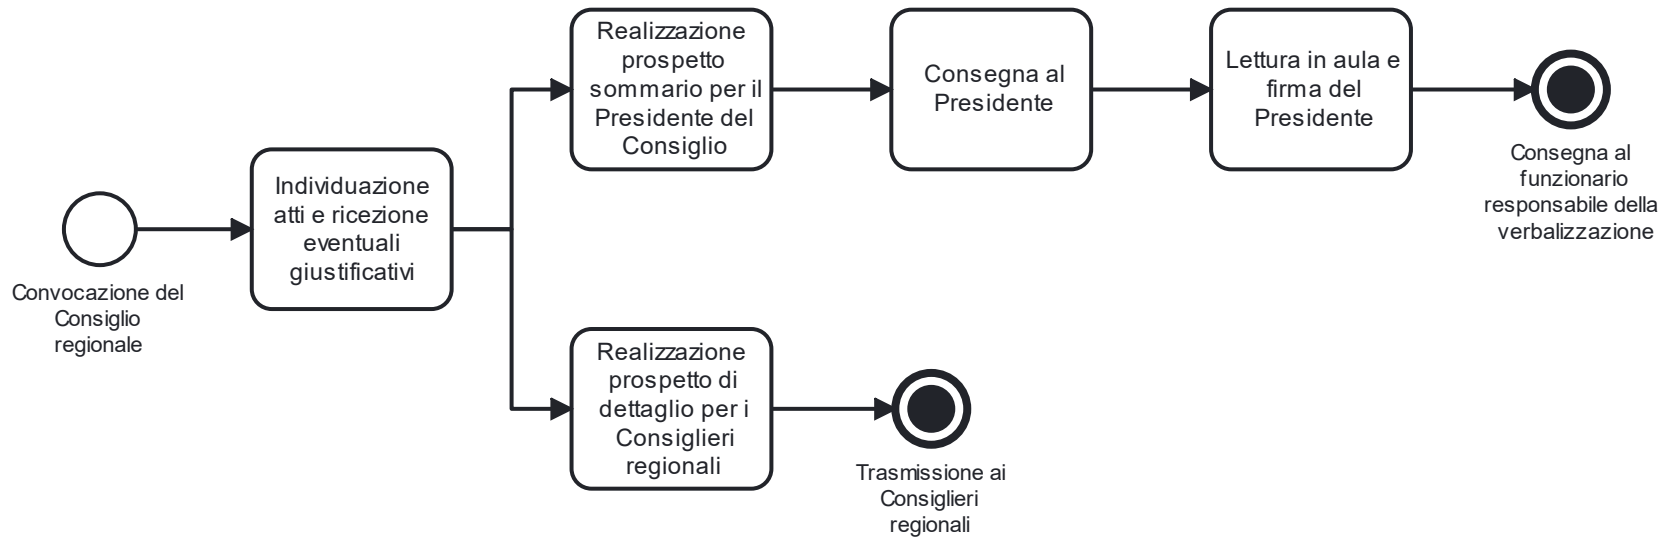 Convocazione del
Consiglio
regionale
Individuazione
atti e ricezione
eventuali
giustificativi
Realizzazione
prospetto
sommario per il
Presidente del
Consiglio
Consegna al
Presidente
Lettura in aula e
firma del
Presidente
Consegna al
funzionario
responsabile della
verbalizzazione
Realizzazione
prospetto di
dettaglio per i
Consiglieri
regionali
Trasmissione ai
Consiglieri
regionali